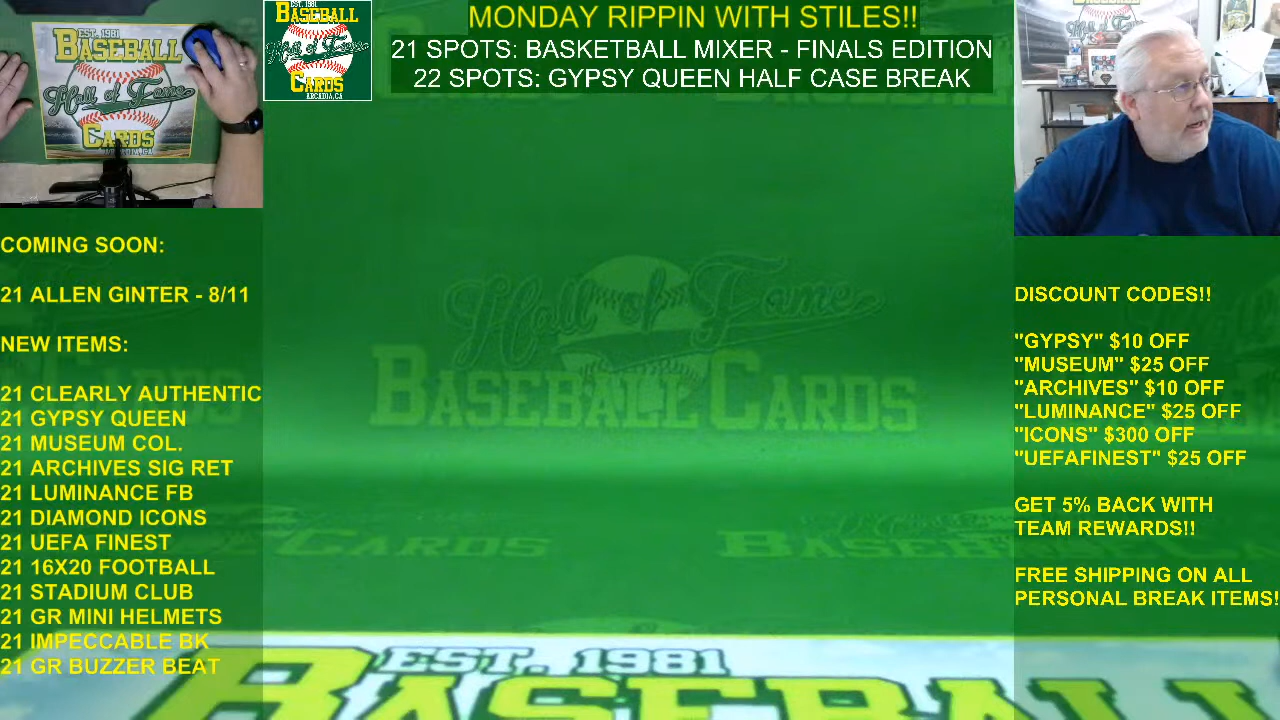 EST. 1981
BASEBALL
Hall of Fame
CARDS
EST. 1981
BASEBALL
Hall of Fame
CARDS
ARCADIA, CA
MONDAY RIPPIN WITH STILES!!
21 SPOTS: BASKETBALL MIXER - FINALS EDITION
22 SPOTS: GYPSY QUEEN HALF CASE BREAK
COMING SOON:
21 ALLEN GINTER - 8/11
NEW ITEMS:
21 CLEARLY AUTHENTIC
21 GYPSY QUEEN
21 MUSEUM COL.
21 ARCHIVES SIG RET
21 LUMINANCE FB
21 DIAMOND ICONS
21 UEFA FINEST
21 16X20 FOOTBALL
21 STADIUM CLUB
21 GR MINI HELMETS
21 IMPECCABLE BK
21 GR BUZZER BEAT
Hall of Fame
BASEBALL CARDS
CARDS
BASEB
EST. 1981
BASEBALL
DISCOUNT CODES!!
"GYPSY" $10 OFF
"MUSEUM" $25 OFF
"ARCHIVES" $10 OFF
"LUMINANCE" $25 OFF
"ICONS" $300 OFF
"UEFAFINEST" $25 OFF
GET 5% BACK WITH
TEAM REWARDS!!
FREE SHIPPING ON ALL
PERSONAL BREAK ITEMS!